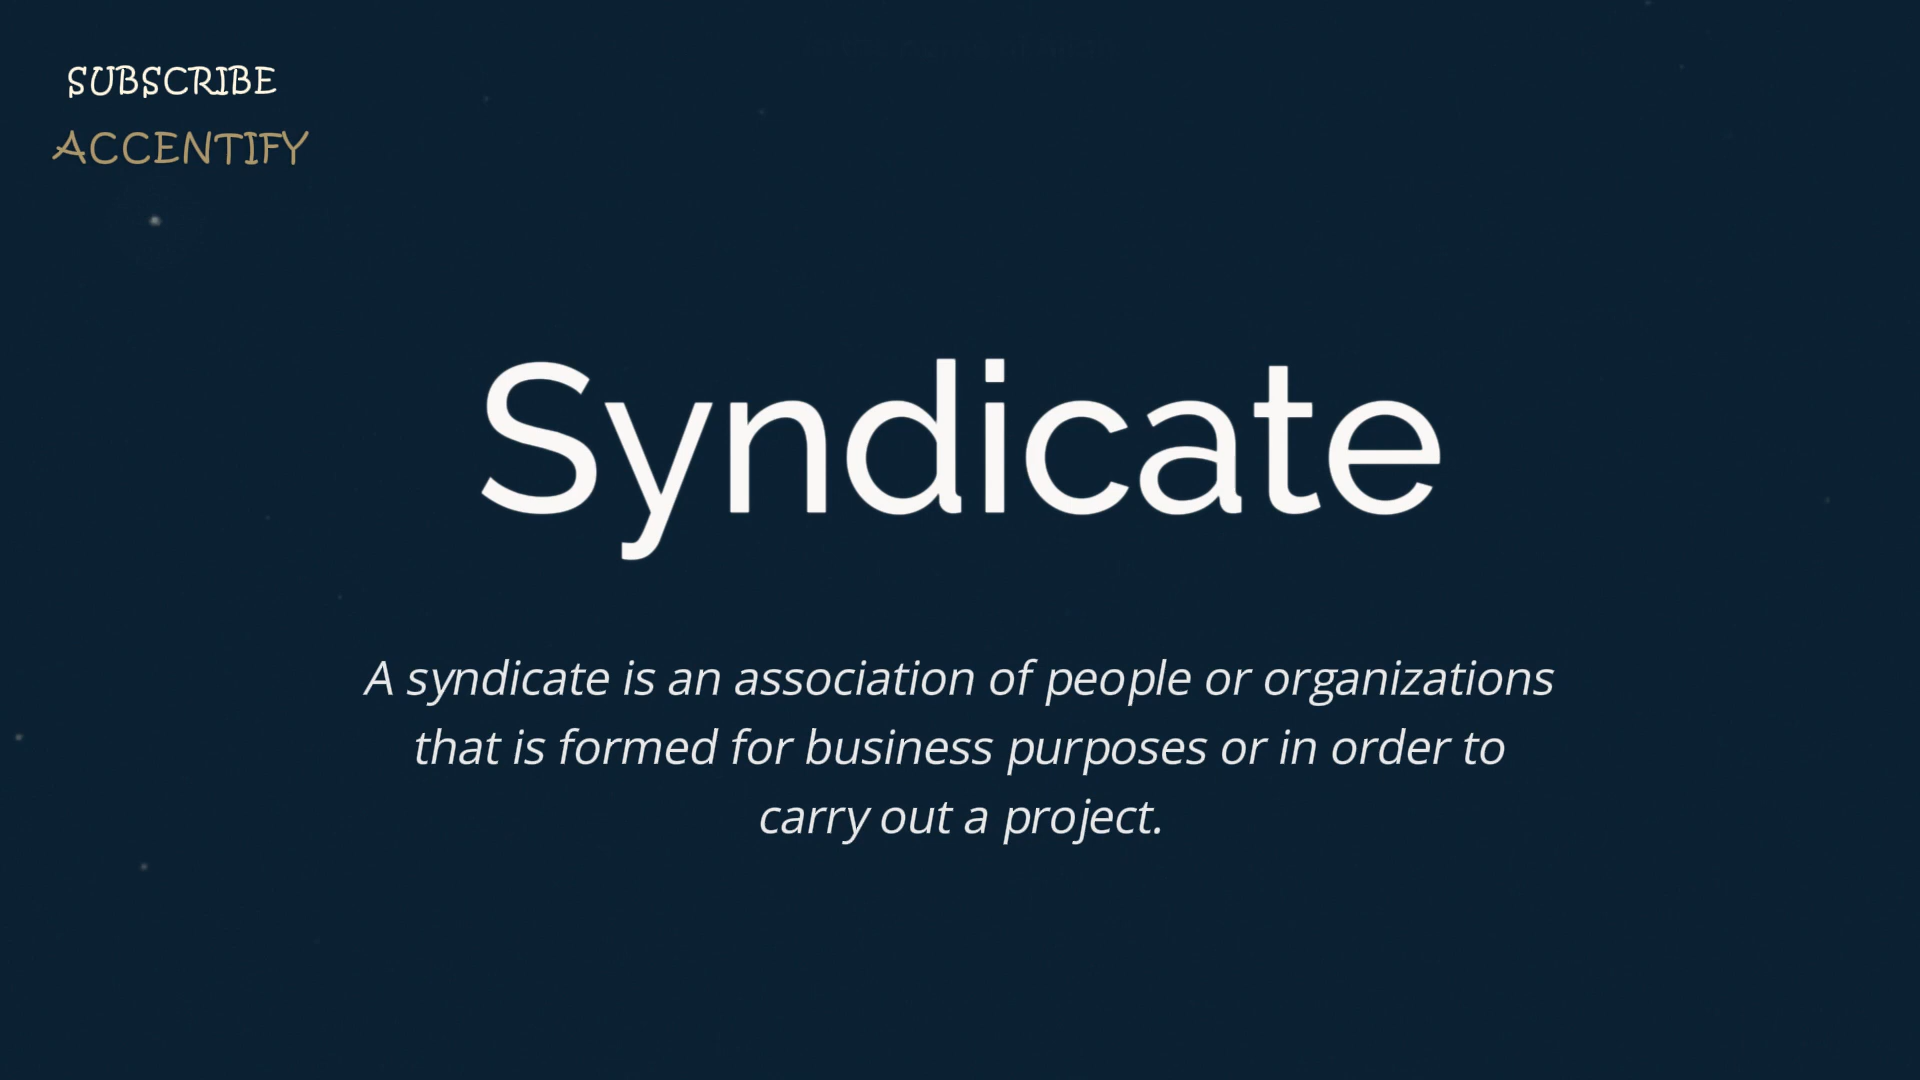 SUBSCRIBE
ACCENTIFY
Syndicate
A syndicate is an association of people or organizations
that is formed for business purposes or in order to
carry out a project.